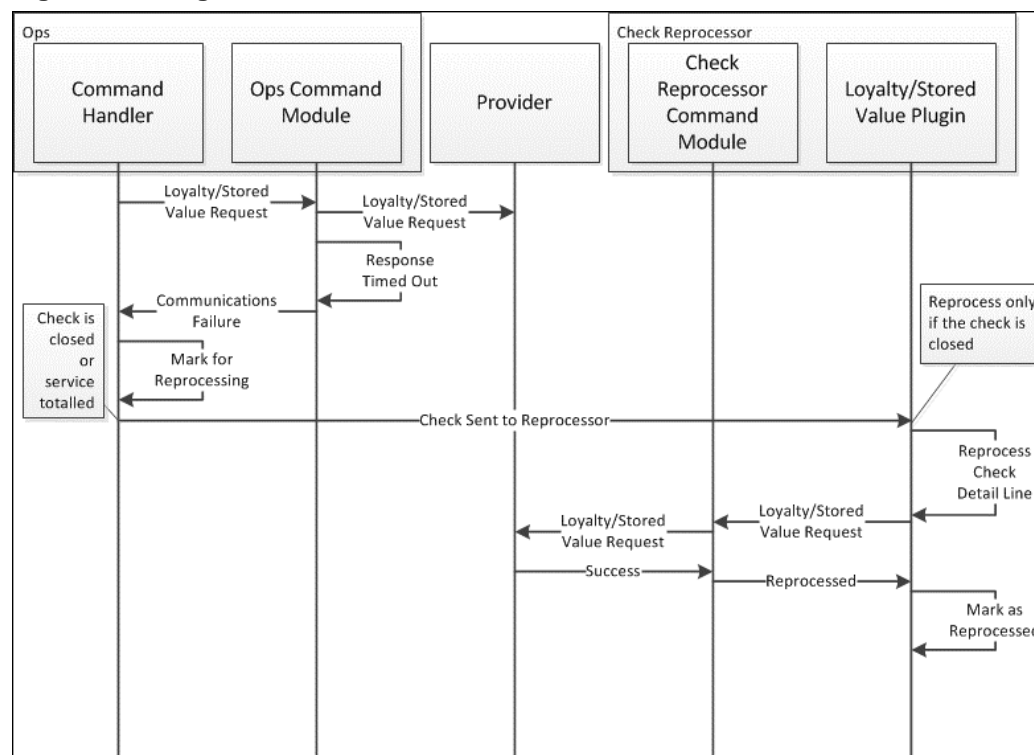 Ops
Check Reprocessor
Command
Handler
Ops Command
Module
Provider
Check
Reprocessor
Command
Module
Loyalty/Stored
Value Plugin
Loyalty/Stored
Value Request
Loyalty/Stored
Value Request
Response
Timed Out
Communications
Failure
Check is
closed
or
service
totalled
Mark for
Reprocessing
Reprocess only
if the check is
closed
Check Sent to Reprocessor
Reprocess
Check
Detail Line
Loyalty/Stored
Value Request
Loyalty/Stored
Value Request
Success
Reprocessed
Mark as
Reprocessed